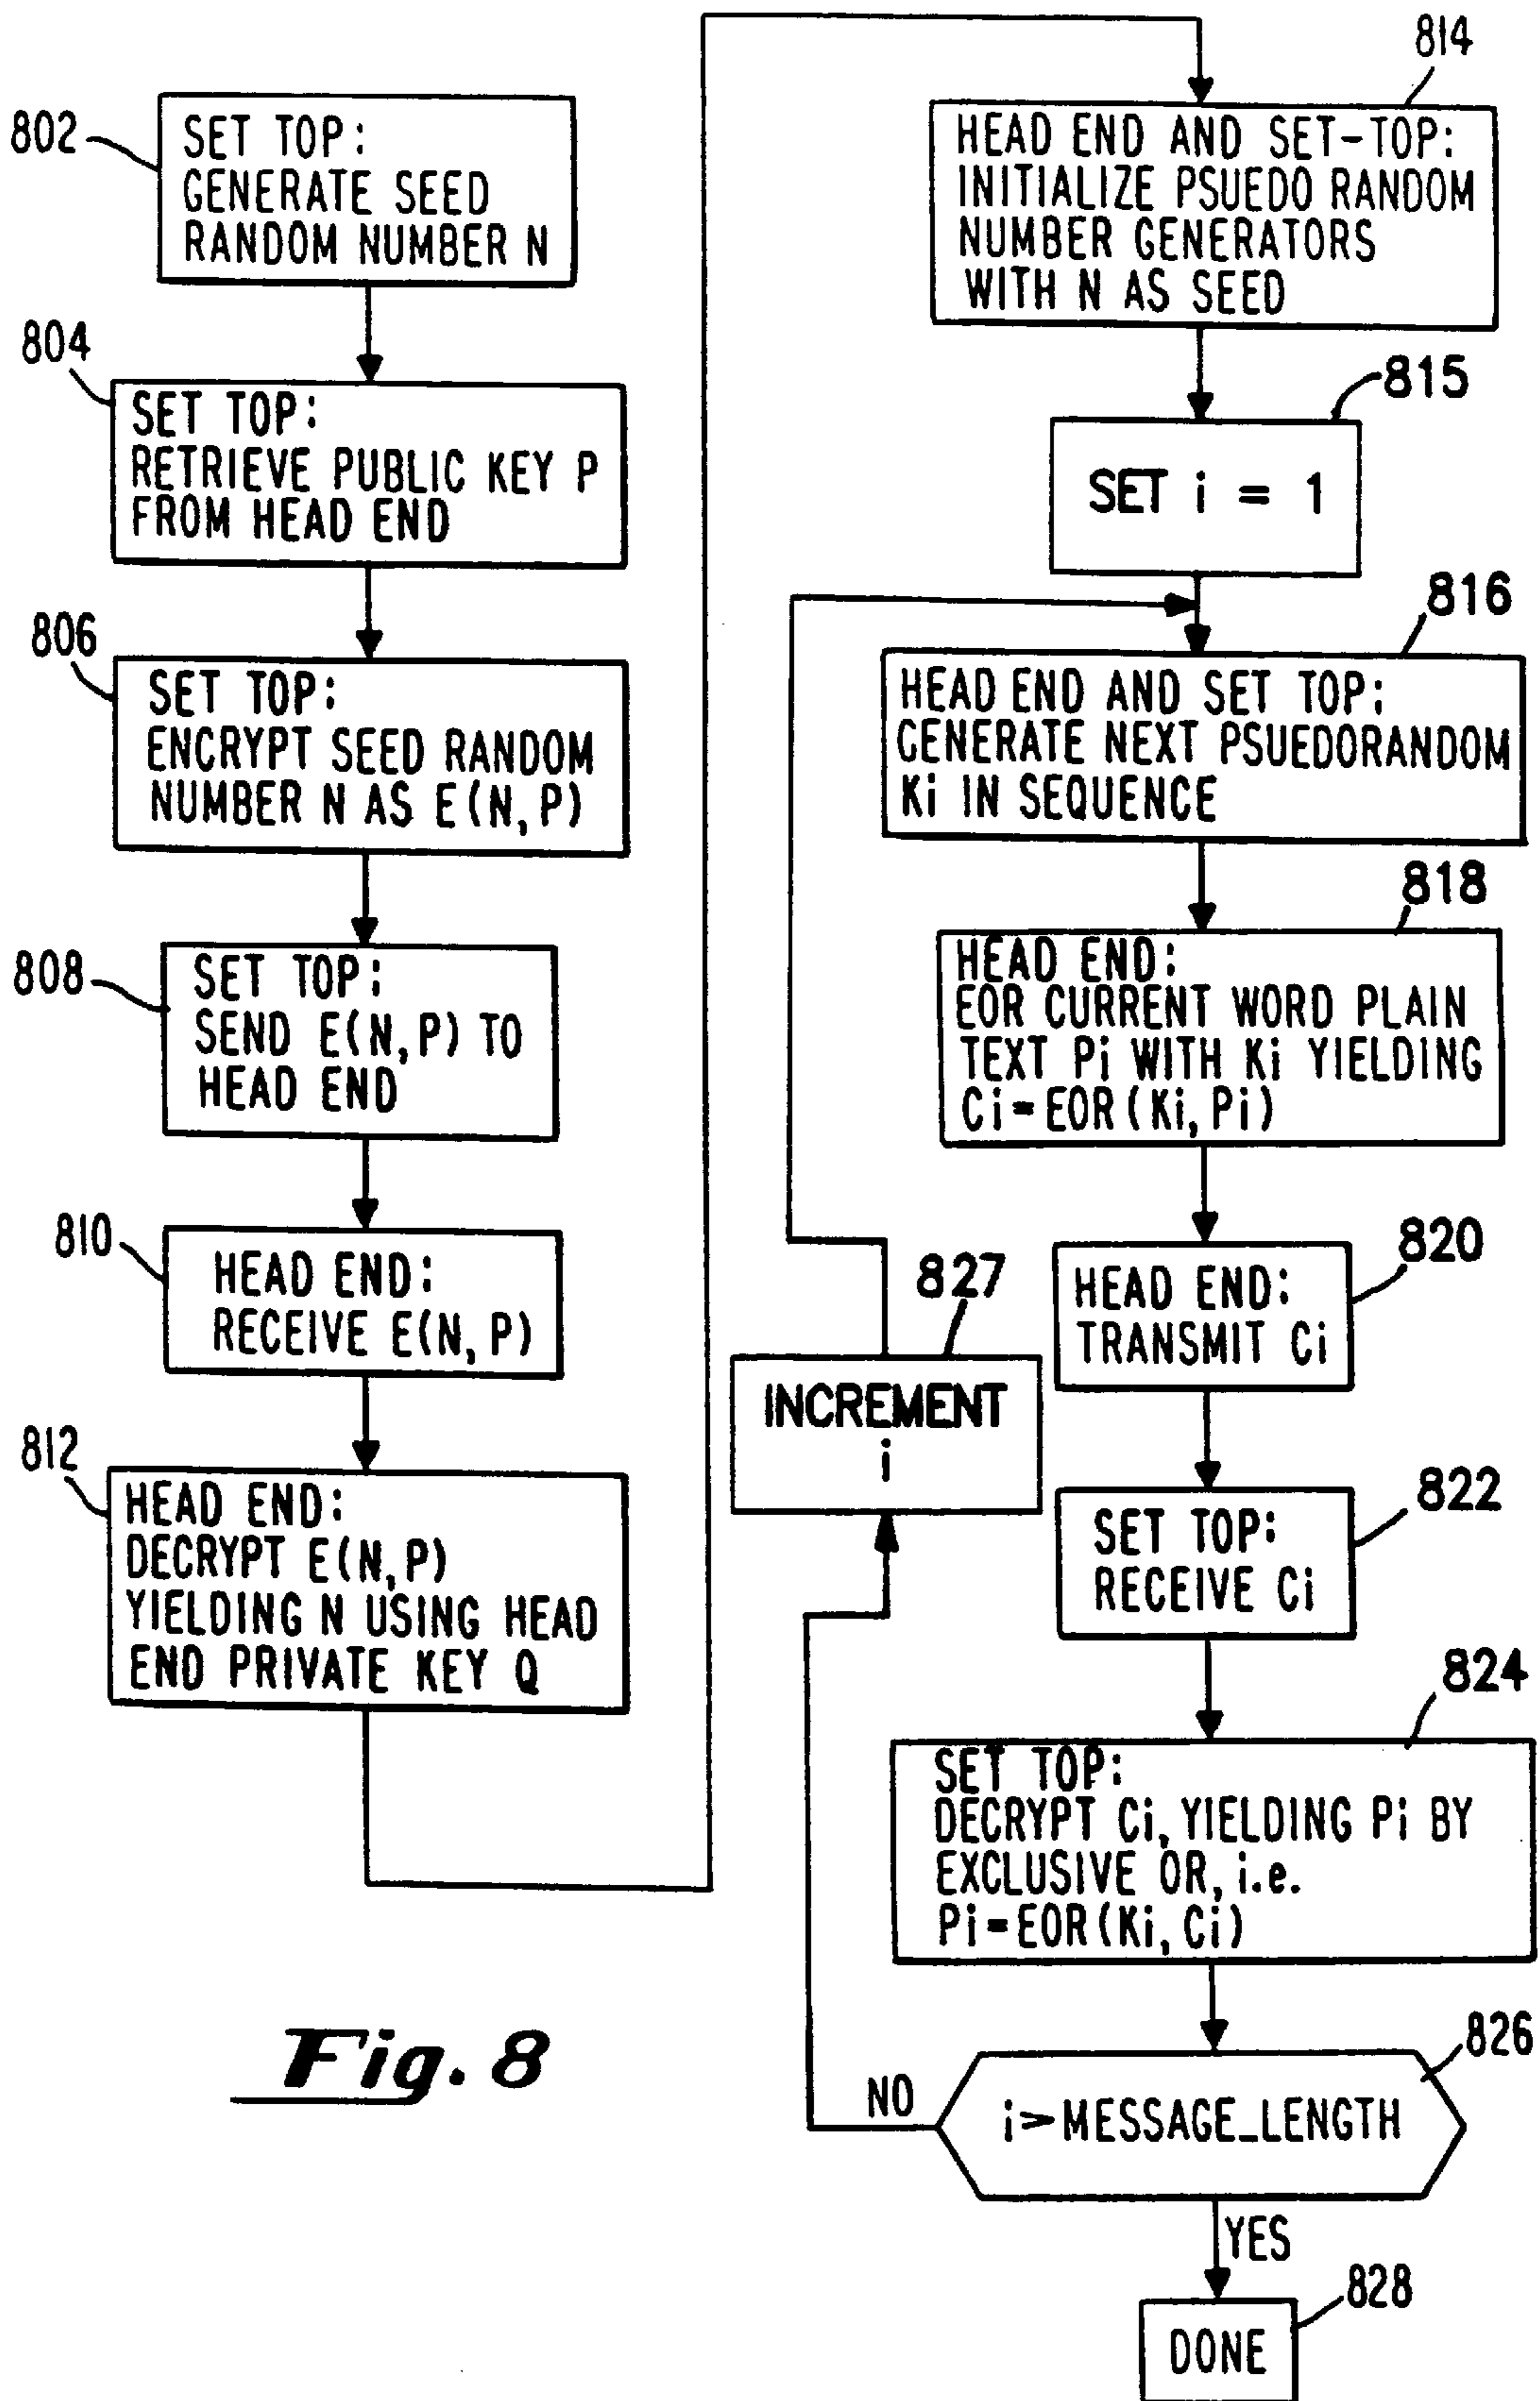 802
SET TOP:
GENERATE SEED
RANDOM NUMBER N
804
SET TOP:
RETRIEVE PUBLIC KEY P
FROM HEAD END
806
SET TOP:
ENCRYPT SEED RANDOM
NUMBER N AS E(N,P)
808
SET TOP:
SEND E(N,P) TO
HEAD END
810
HEAD END:
RECEIVE E(N,P)
812
HEAD END:
DECRYPT E(N,P)
YIELDING N USING HEAD
END PRIVATE KEY Q
814
HEAD END AND SET-TOP:
INITIALIZE PSUEDO RANDOM
NUMBER GENERATORS
WITH N AS SEED
815
SET i = 1
816
HEAD END AND SET TOP:
GENERATE NEXT PSUEDORANDOM
Ki IN SEQUENCE
818
HEAD END:
EOR CURRENT WORD PLAIN
TEXT Pi WITH Ki YIELDING
Ci=EOR(Ki,Pi)
820
HEAD END:
TRANSMIT Ci
827
INCREMENT
i
822
SET TOP:
RECEIVE Ci
824
SET TOP:
DECRYPT Ci, YIELDING Pi BY
EXCLUSIVE OR, i.e.
Pi=EOR(Ki,Ci)
826
i>MESSAGE_LENGTH
NO
YES
828
DONE
Fig. 8